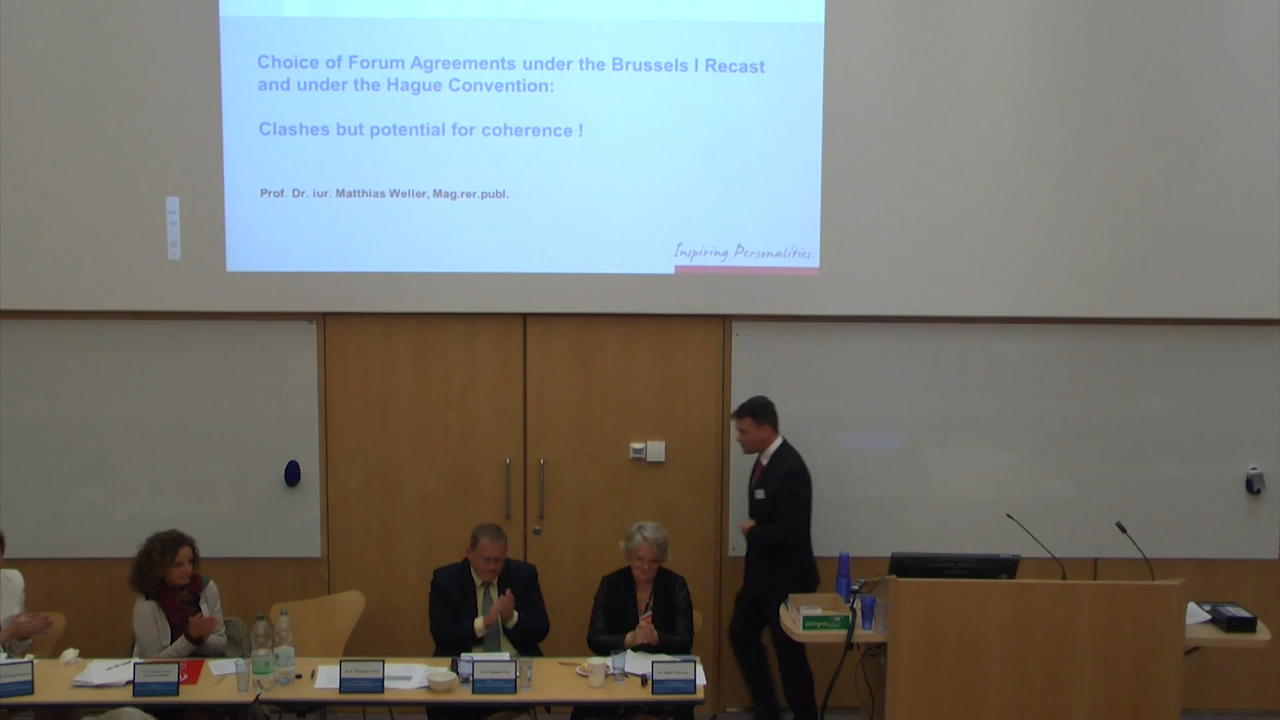 Choice of Forum Agreements under the Brussels I Recast
and under the Hague Convention:
Clashes but potential for coherence !
Prof. Dr. iur. Matthias Weller, Mag.rer.publ.
Inspiring Personalities.